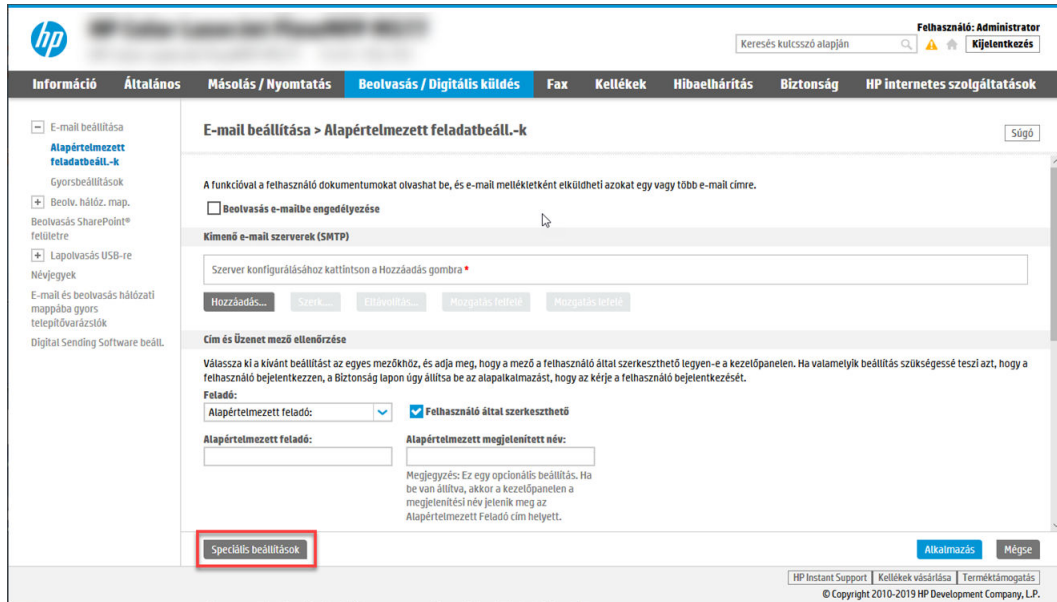 hp
Felhasználó: Administrator
Keresés kulcsszó alapján
Kijelentkezés
Információ Általános Másolás / Nyomtatás Beolvasás / Digitális küldés Fax Kellékek Hibaelhárítás Biztonság HP internetes szolgáltatások
E-mail beállítása
Alapértelmezett
feladatbeáll.-k
Gyorsbeállítások
Beolv. hálóz. map.
Beolvasás SharePoint®
felületre
Lapolvasás USB-re
Névjegyek
E-mail és beolvasás hálózati
mappába gyors
telepítővarázslók
Digital Sending Software beáll.
E-mail beállítása > Alapértelmezett feladatbeáll.-k
Súgó
A funkcióval a felhasználó dokumentumokat olvashat be, és e-mail mellékletként elküldheti azokat egy vagy több e-mail címre.
Beolvasás e-mailbe engedélyezése
Kimenő e-mail szerverek (SMTP)
Szerver konfigurálásához kattintson a Hozzáadás gombra *
Hozzáadás... Szerk... Eltávolítás... Mozgatás felfelé Mozgatás lefelé
Cím és Üzenet mező ellenőrzése
Válassza ki a kívánt beállítást az egyes mezőkhöz, és adja meg, hogy a mező a felhasználó által szerkeszthető legyen-e a kezelőpanelen. Ha valamelyik beállítás szükségessé teszi azt, hogy a
felhasználó bejelentkezzen, a Biztonság lapon úgy állítsa be az alapalkalmazást, hogy az kérje a felhasználó bejelentkezését.
Feladó:
Alapértelmezett feladó:
Felhasználó által szerkeszthető
Alapértelmezett feladó:
Alapértelmezett megjelenített név:
Megjegyzés: Ez egy opcionális beállítás. Ha
be van állítva, akkor a kezelőpanelen a
megjelenítési név jelenik meg az
Alapértelmezett Feladó cím helyett.
Speciális beállítások
Alkalmazás Mégse
HP Instant Support Kellékek vásárlása Terméktámogatás
© Copyright 2010-2019 HP Development Company, L.P.